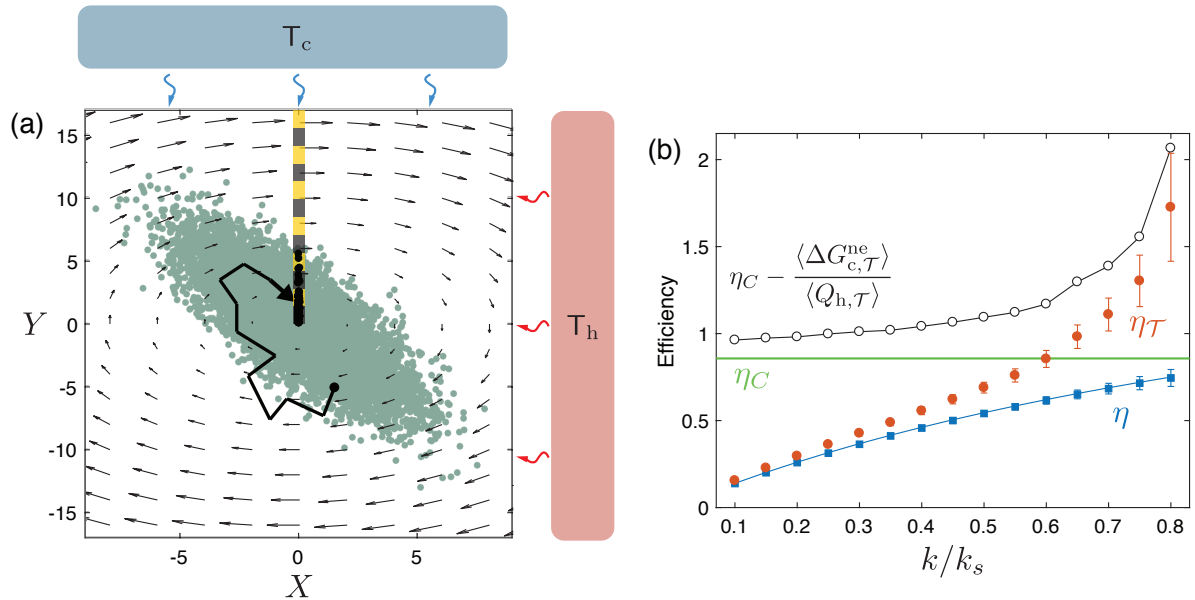 T_c
(a)
15
10
5
0
-5
-10
-15
Y
-5
0
5
X
T_h
(b)
2
1.5
1
0.5
0
Efficiency
η_C − ⟨ΔG^ne_c,𝒯⟩ / ⟨Q_h,𝒯⟩
η_𝒯
η_C
η
0.1 0.2 0.3 0.4 0.5 0.6 0.7 0.8
k/k_s